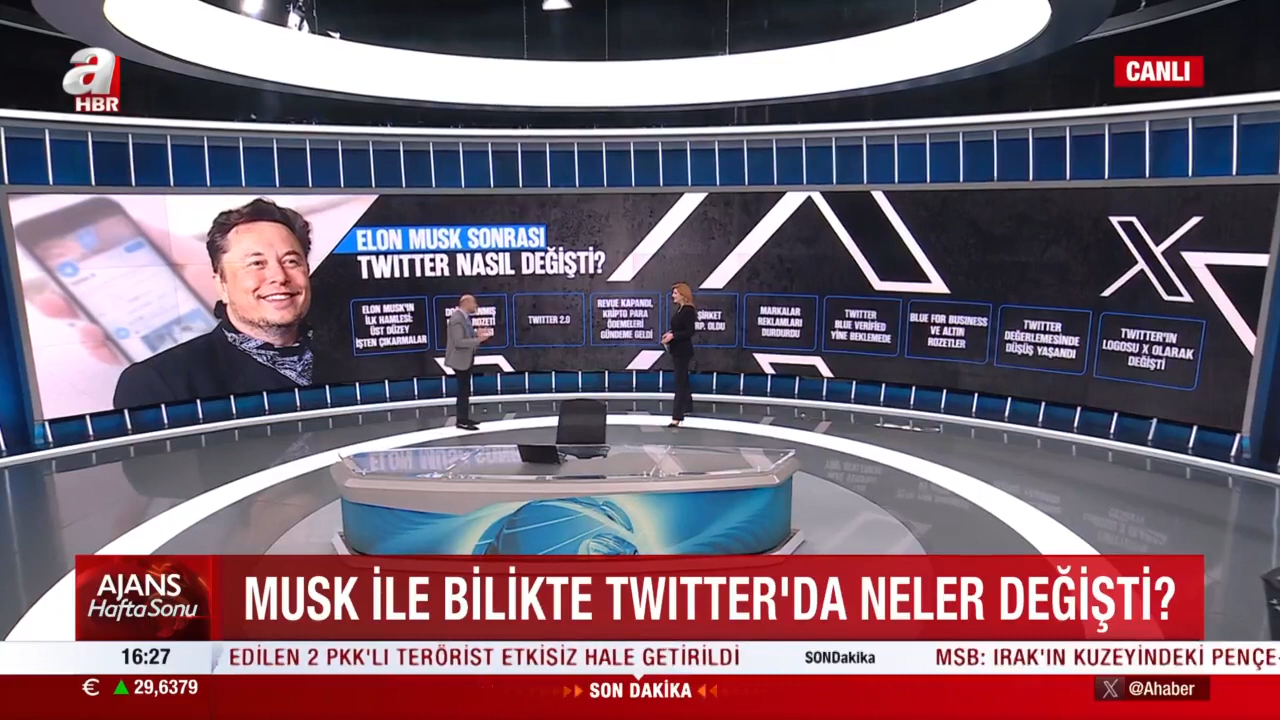 a
HBR
CANLI
ELON MUSK SONRASI
TWITTER NASIL DEĞİŞTİ?
ELON MUSK'IN
İLK HAMLESİ:
ÜST DÜZEY
İŞTEN ÇIKARMALAR
ROZETİ
TWITTER 2.0
REVUE KAPANDI,
KRİPTO PARA
ÖDEMELERİ
GÜNDEME GELDİ
ŞİRKET
RP. OLDU
MARKALAR
REKLAMLARI
DURDURDU
TWITTER
BLUE VERIFIED
YİNE BEKLEMEDE
BLUE FOR BUSINESS
VE ALTIN
ROZETLER
TWITTER
DEĞERLEMESİNDE
DÜŞÜŞ YAŞANDI
TWITTER'IN
LOGOSU X OLARAK
DEĞİŞTİ
AJANS
Hafta Sonu
MUSK İLE BİLİKTE TWITTER'DA NELER DEĞİŞTİ?
16:27
EDİLEN 2 PKK'LI TERÖRİST ETKİSİZ HALE GETİRİLDİ
SONDakika
MSB: IRAK'IN KUZEYİNDEKİ PENÇE-
€ 29,6379
SON DAKİKA
X @Ahaber